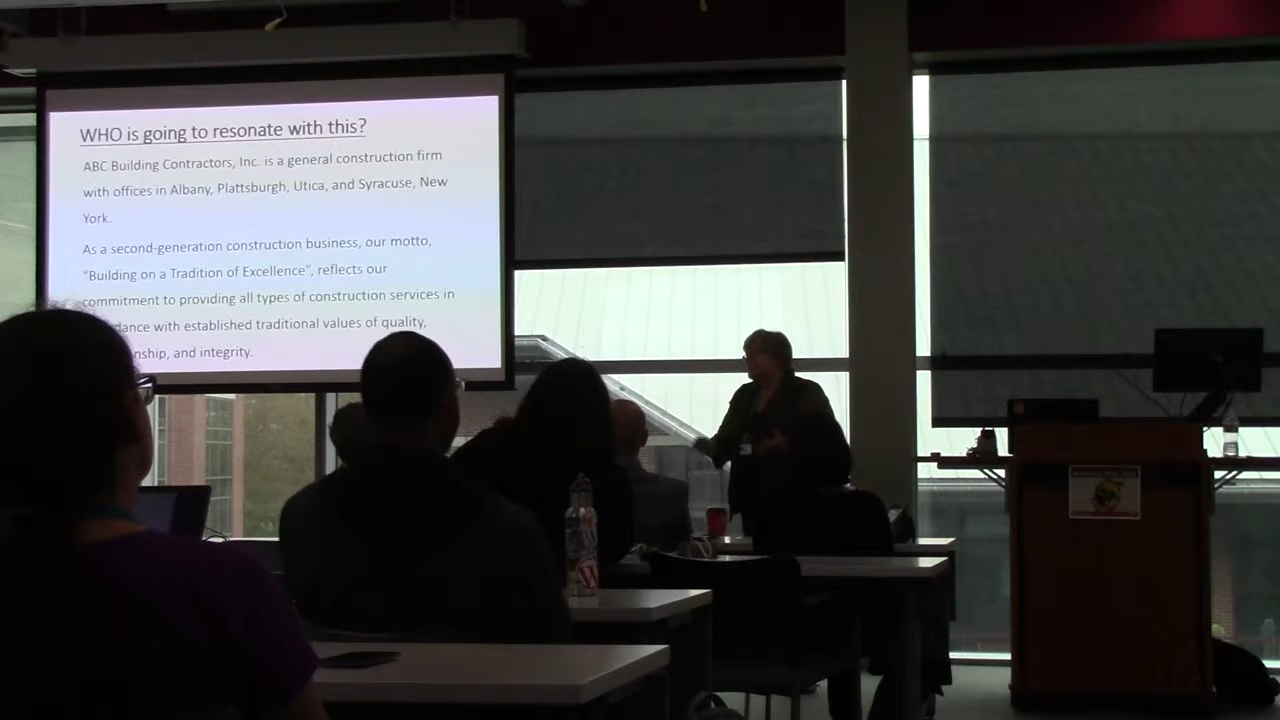 WHO is going to resonate with this?
ABC Building Contractors, Inc. is a general construction firm
with offices in Albany, Plattsburgh, Utica, and Syracuse, New
York.
As a second-generation construction business, our motto,
“Building on a Tradition of Excellence”, reflects our
commitment to providing all types of construction services in
dance with established traditional values of quality,
nship, and integrity.
W